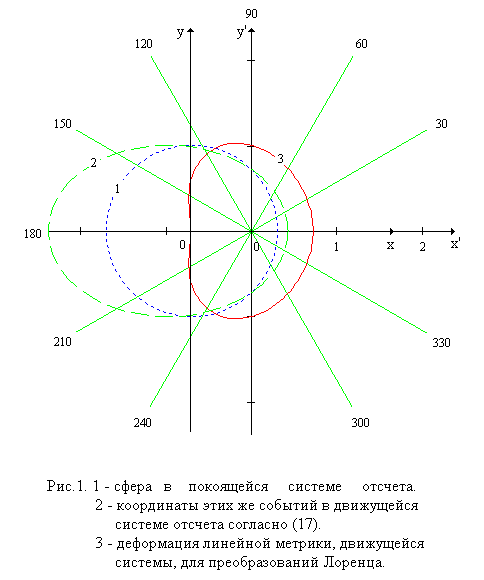 90
y y'
120 60
150 30
2 3
1
180 0 0 1 x 2 x'
210 330
240 300
Рис.1. 1 - сфера в покоящейся системе отсчета.
2 - координаты этих же событий в движущейся
системе отсчета согласно (17).
3 - деформация линейной метрики, движущейся
системы, для преобразований Лоренца.